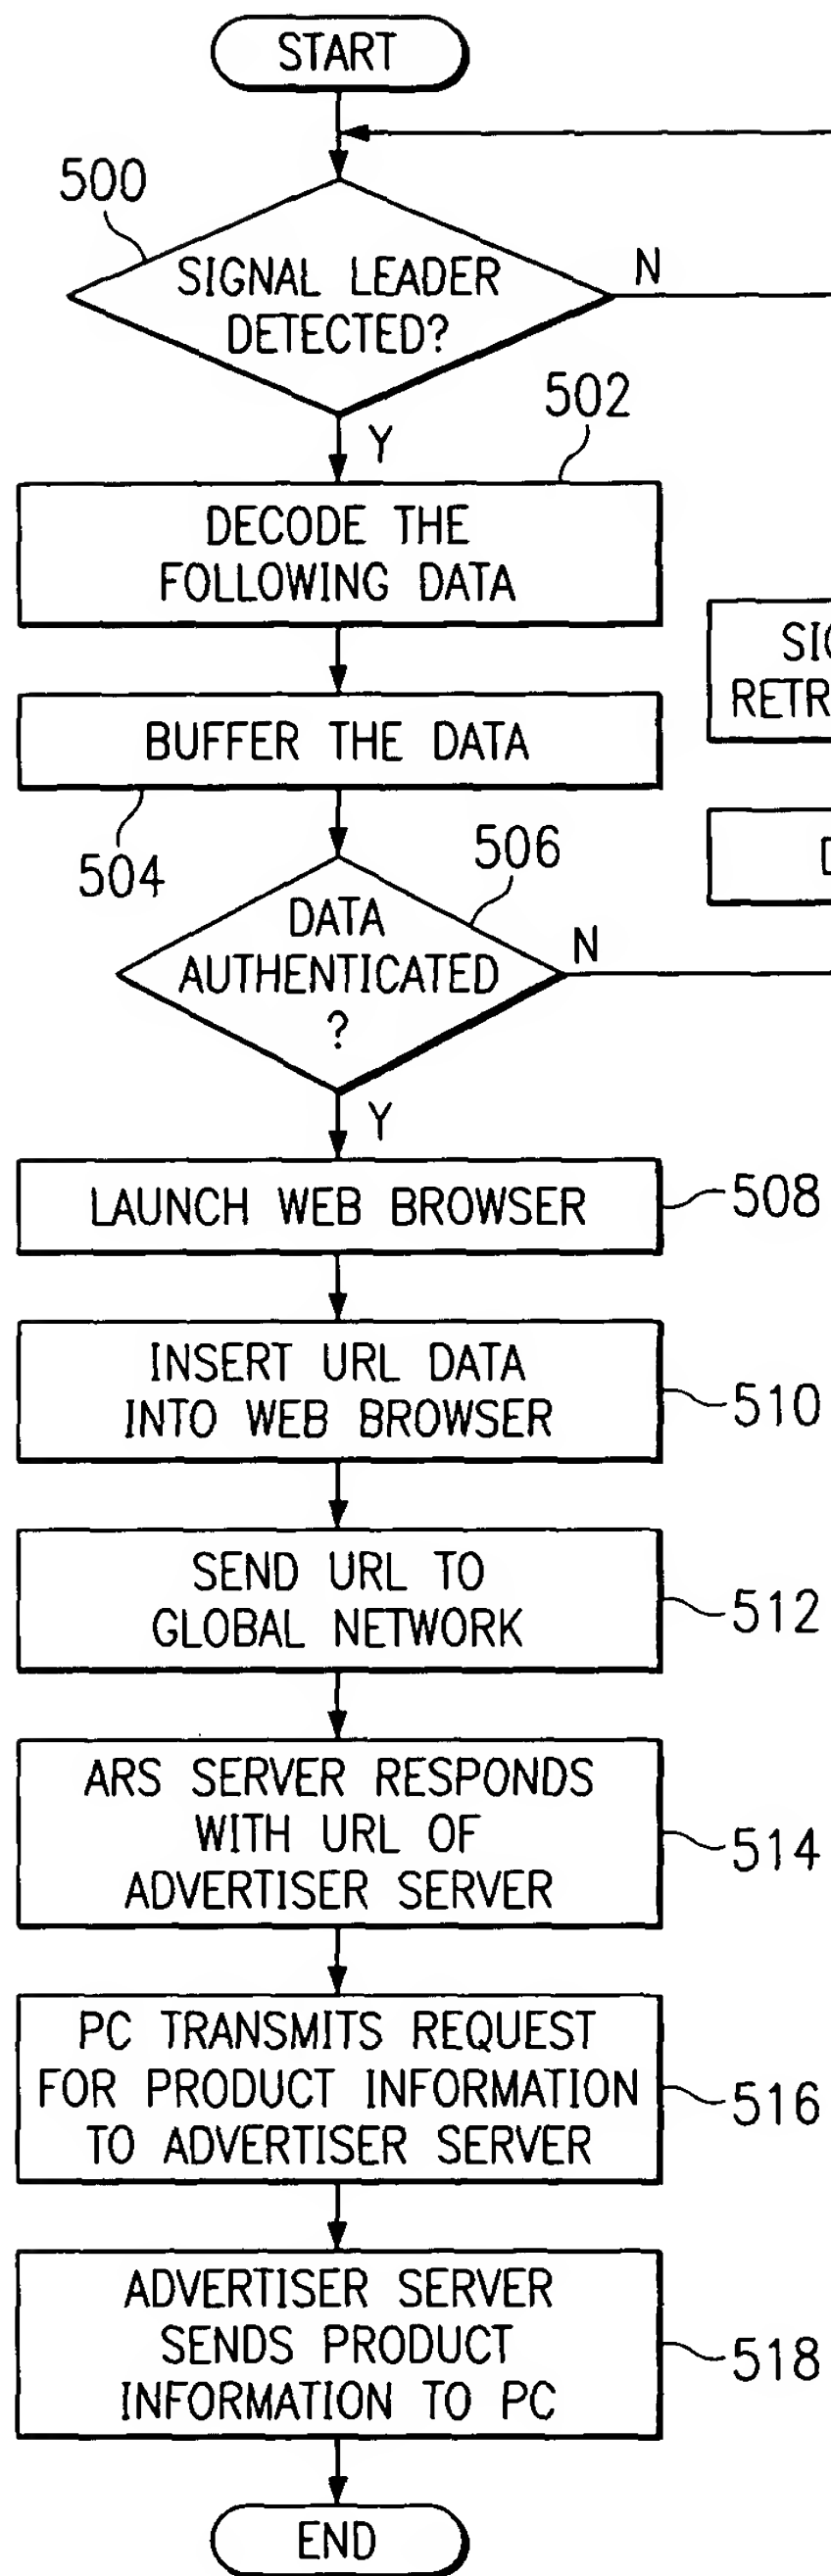 START
500
SIGNAL LEADER
DETECTED?
N
Y
502
DECODE THE
FOLLOWING DATA
BUFFER THE DATA
504
506
DATA
AUTHENTICATED
?
N
Y
LAUNCH WEB BROWSER
508
INSERT URL DATA
INTO WEB BROWSER
510
SEND URL TO
GLOBAL NETWORK
512
ARS SERVER RESPONDS
WITH URL OF
ADVERTISER SERVER
514
PC TRANSMITS REQUEST
FOR PRODUCT INFORMATION
TO ADVERTISER SERVER
516
ADVERTISER SERVER
SENDS PRODUCT
INFORMATION TO PC
518
END